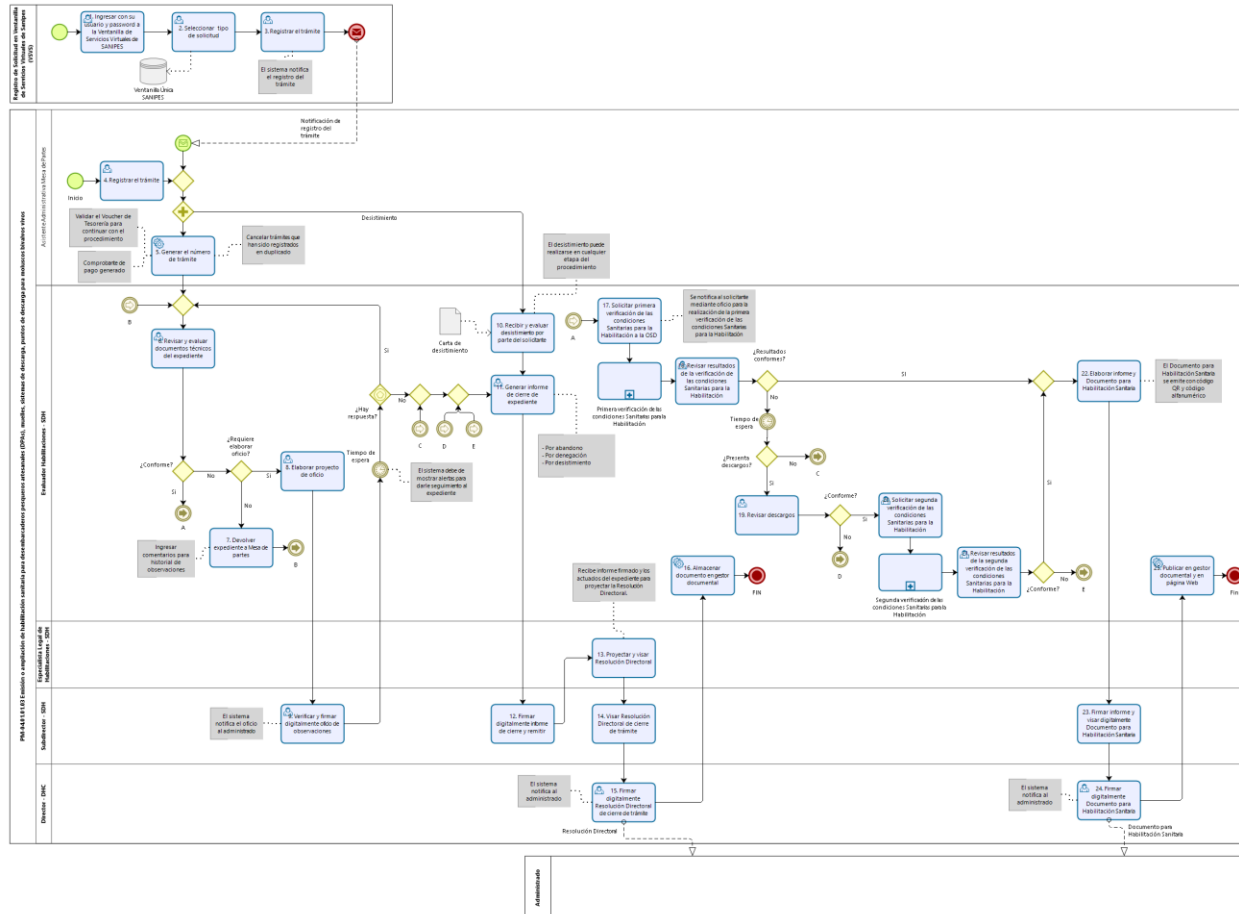 Registro de Solicitud en Ventanilla
de Servicios Virtuales de Sanipes
(VSVS)
Ingresar con su
usuario y password a
la Ventanilla de
Servicios Virtuales de
SANIPES
2. Seleccionar tipo
de solicitud
3. Registrar el trámite
Ventanilla Única
SANIPES
El sistema notifica
el registro del
trámite
Notificación de
registro del
trámite
Asistente Administrativa Mesa de Partes
Inicio
4. Registrar el trámite
Desistimiento
Validar el Voucher de
Tesorería para
continuar con el
procedimiento
Comprobante de
pago generado
5. Generar el número
de trámite
Cancelar trámites que
han sido registrados
en duplicado
El desistimiento puede
realizarse en cualquier
etapa del
procedimiento
Evaluador Habilitaciones - SDH
B
6. Revisar y evaluar
documentos técnicos
del expediente
¿Conforme?
Si
A
¿Requiere
elaborar
oficio?
Si
No
No
8. Elaborar proyecto
de oficio
7. Devolver
expediente a Mesa de
partes
B
Ingresar
comentarios para
historial de
observaciones
Si
¿Hay
respuesta?
No
C
D
E
Tiempo de
espera
El sistema debe de
mostrar alertas para
darle seguimiento al
expediente
Carta de
desistimiento
10. Recibir y evaluar
desistimiento por
parte del solicitante
11. Generar informe
de cierre de
expediente
- Por abandono
- Por denegación
- Por desistimiento
A
17. Solicitar primera
verificación de las
condiciones
Sanitarias para la
Habilitación a la OSD
Se notifica al solicitante
mediante oficio para la
realización de la primera
verificación de las
condiciones Sanitarias
para la Habilitación
Primera verificación de las
condiciones Sanitarias para la
Habilitación
Revisar resultados
de la verificación de
las condiciones
Sanitarias para la
Habilitación
¿Resultados
conformes?
Si
No
Tiempo de
espera
¿Presenta
descargos?
No
C
Si
19. Revisar descargos
¿Conforme?
Si
No
D
Solicitar segunda
verificación de las
condiciones
Sanitarias para la
Habilitación
Segunda verificación de las
condiciones Sanitarias para la
Habilitación
Revisar resultados
de la segunda
verificación de las
condiciones
Sanitarias para la
Habilitación
¿Conforme?
Si
No
E
22. Elaborar informe y
Documento para
Habilitación Sanitaria
El Documento para
Habilitación Sanitaria
se emite con código
QR y código
alfanumérico
Recibe informe firmado y los
actuados del expediente para
proyectar la Resolución
Directoral.
16. Almacenar
documento en gestor
documental
FIN
25. Publicar en gestor
documental y en
página Web
Fin
PM-04010103 Emisión o ampliación de habilitación sanitaria para desembarcaderos pesqueros artesanales (DPAs), muelles, sistemas de descarga, puntos de descarga para moluscos bivalvos vivos
Especialista Legal de
Habilitaciones - SDH
13. Proyectar y visar
Resolución Directoral
Subdirector - SDH
El sistema
notifica el oficio
al administrado
9. Verificar y firmar
digitalmente oficio de
observaciones
12. Firmar
digitalmente informe
de cierre y remitir
14. Visar Resolución
Directoral de cierre
de trámite
23. Firmar informe y
visar digitalmente
Documento para
Habilitación Sanitaria
Director - DHC
El sistema
notifica al
administrado
15. Firmar
digitalmente
Resolución Directoral
de cierre de trámite
Resolución Directoral
El sistema
notifica al
administrado
24. Firmar
digitalmente
Documento para
Habilitación Sanitaria
Documento para
Habilitación Sanitaria
Administrado